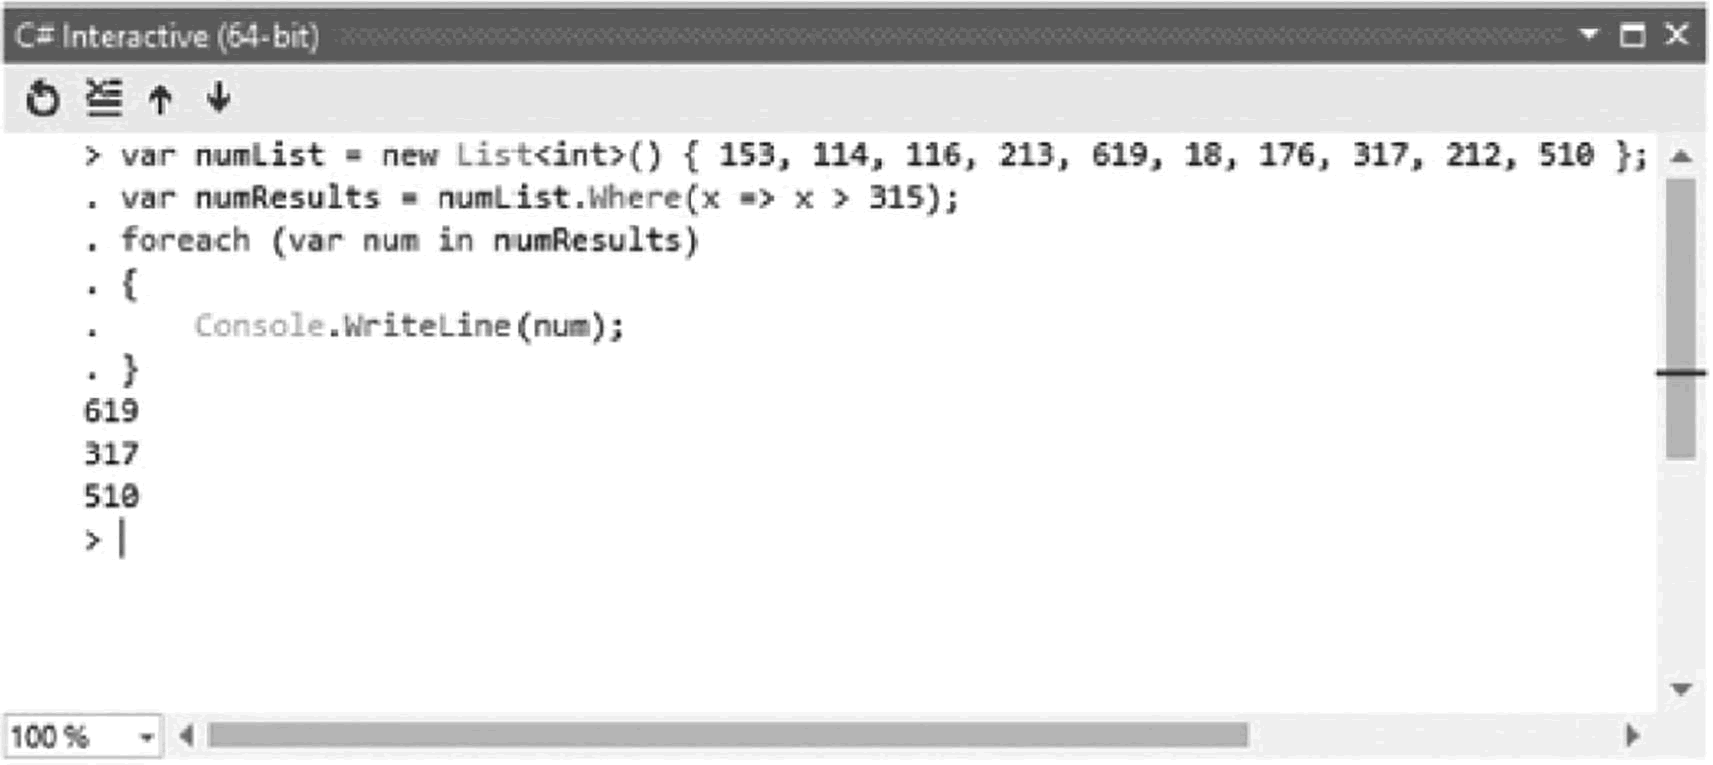 C# Interactive (64-bit)
> var numList = new List<int>() { 153, 114, 116, 213, 619, 18, 176, 317, 212, 510 };
. var numResults = numList.Where(x => x > 315);
. foreach (var num in numResults)
. {
.     Console.WriteLine(num);
. }
619
317
510
>
100 %